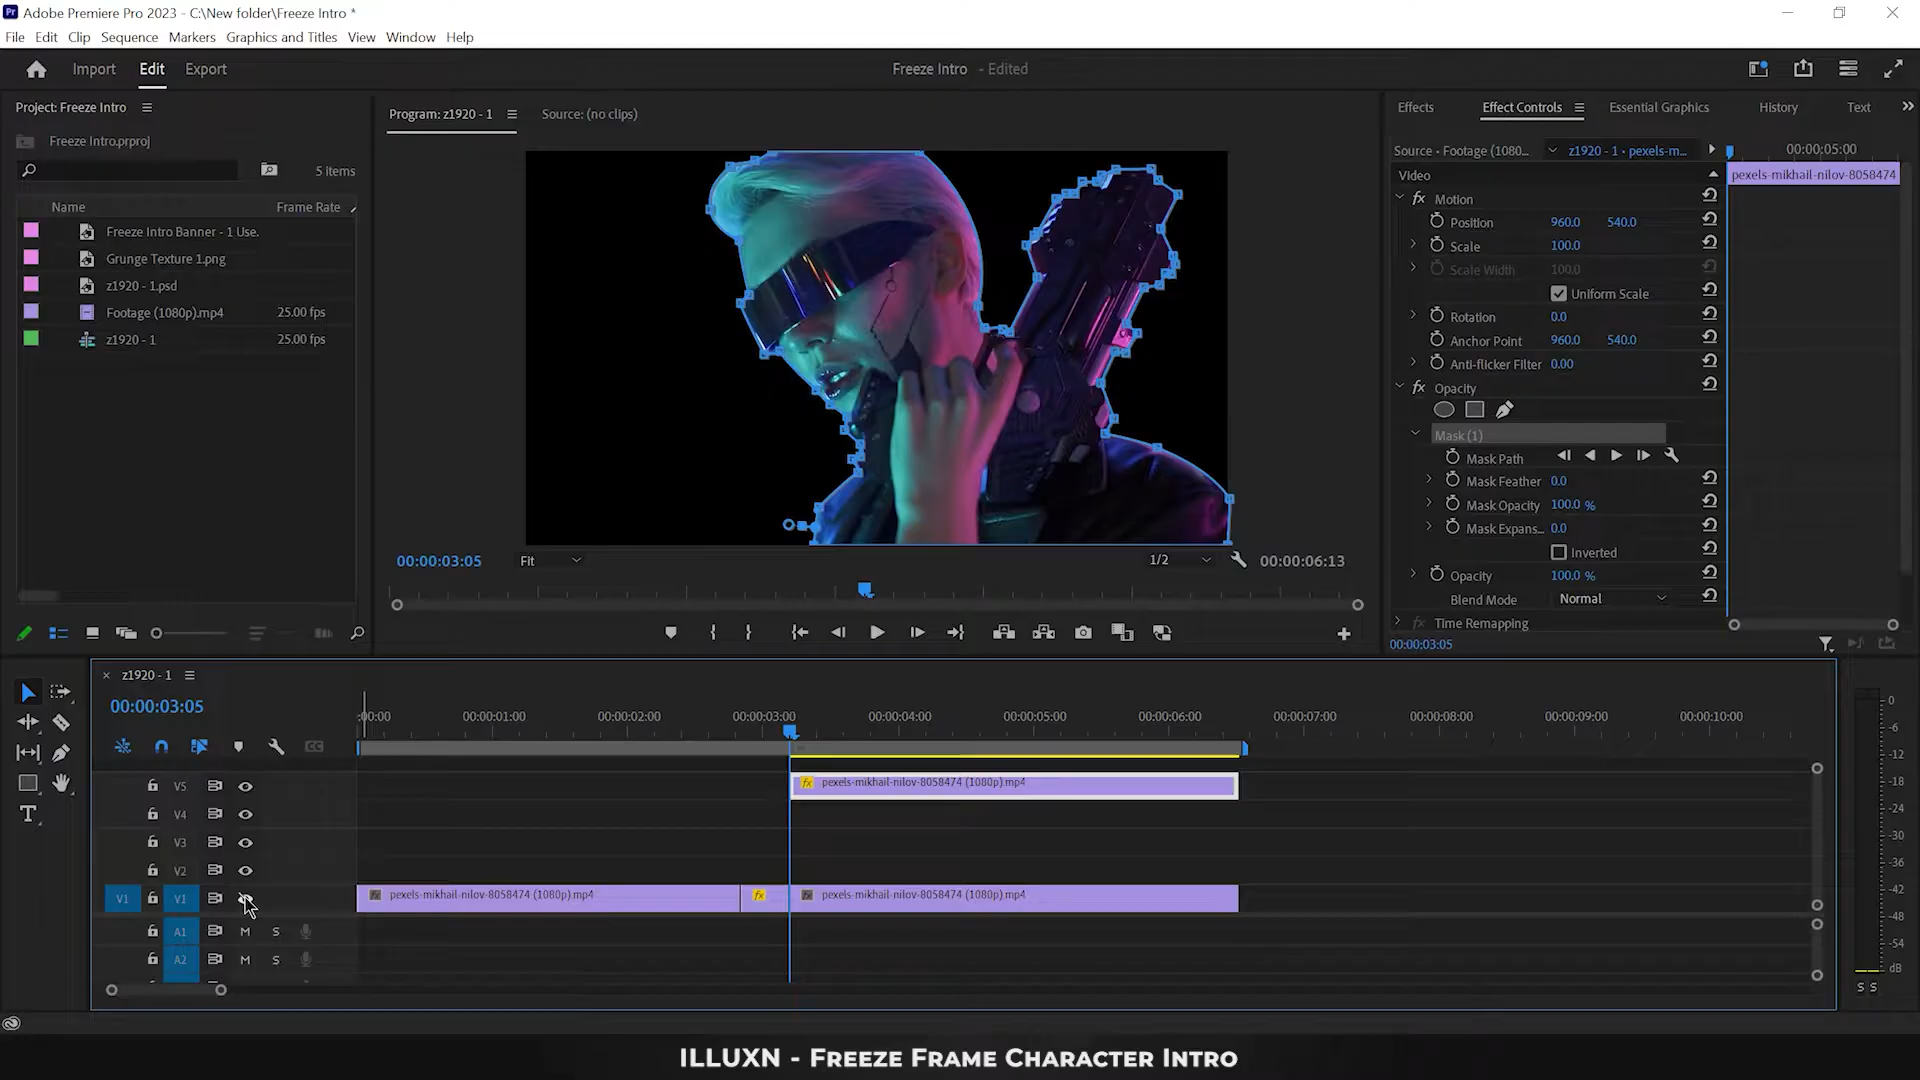 Adobe Premiere Pro 2023 - C:\New folder\Freeze Intro *
File Edit Clip Sequence Markers Graphics and Titles View Window Help
Import Edit Export
Freeze Intro - Edited
Project: Freeze Intro
Freeze Intro.prproj
5 Items
Name Frame Rate
Freeze Intro Banner - 1 Use.
Grunge Texture 1.png
z1920 - 1.psd
Footage (1080p).mp4 25.00 fps
z1920 - 1 25.00 fps
Program: z1920 - 1 Source: (no clips)
00:00:03:05 Fit 1/2 00:00:06:13
Effects Effect Controls Essential Graphics History Text
Source • Footage (1080... z1920 - 1 • pexels-m... 00:00:05:00
Video pexels-mikhail-nilov-8058474
fx Motion
Position 960.0 540.0
Scale 100.0
Scale Width 100.0
Uniform Scale
Rotation 0.0
Anchor Point 960.0 540.0
Anti-flicker Filter 0.00
fx Opacity
Mask (1)
Mask Path
Mask Feather 0.0
Mask Opacity 100.0 %
Mask Expans... 0.0
Inverted
Opacity 100.0 %
Blend Mode Normal
fx Time Remapping
00:00:03:05
z1920 - 1
00:00:03:05
:00:00 00:00:01:00 00:00:02:00 00:00:03:00 00:00:04:00 00:00:05:00 00:00:06:00 00:00:07:00 00:00:08:00 00:00:09:00 00:00:10:00
CC
V5 fx pexels-mikhail-nilov-8058474 (1080p).mp4
V4
V3
V2
V1 V1 fx pexels-mikhail-nilov-8058474 (1080p).mp4 fx fx pexels-mikhail-nilov-8058474 (1080p).mp4
A1 M S
A2 M S
T
0
-6
-12
-18
-24
-30
-36
-42
-48
-54
dB
S S
ILLUXN - Freeze Frame Character Intro